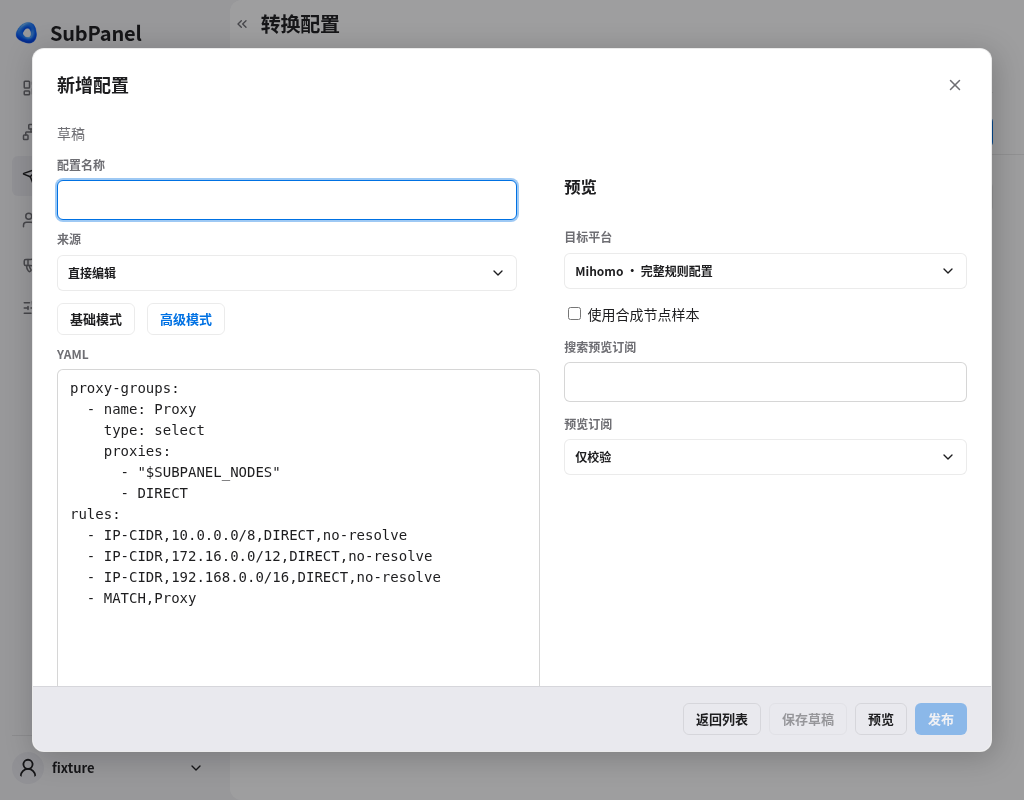 SubPanel
«
转换配置
新增配置
草稿
配置名称
来源
直接编辑
基础模式
高级模式
YAML
proxy-groups:
  - name: Proxy
    type: select
    proxies:
      - "$SUBPANEL_NODES"
      - DIRECT
rules:
  - IP-CIDR,10.0.0.0/8,DIRECT,no-resolve
  - IP-CIDR,172.16.0.0/12,DIRECT,no-resolve
  - IP-CIDR,192.168.0.0/16,DIRECT,no-resolve
  - MATCH,Proxy
预览
目标平台
Mihomo · 完整规则配置
使用合成节点样本
搜索预览订阅
预览订阅
仅校验
返回列表
保存草稿
预览
发布
fixture